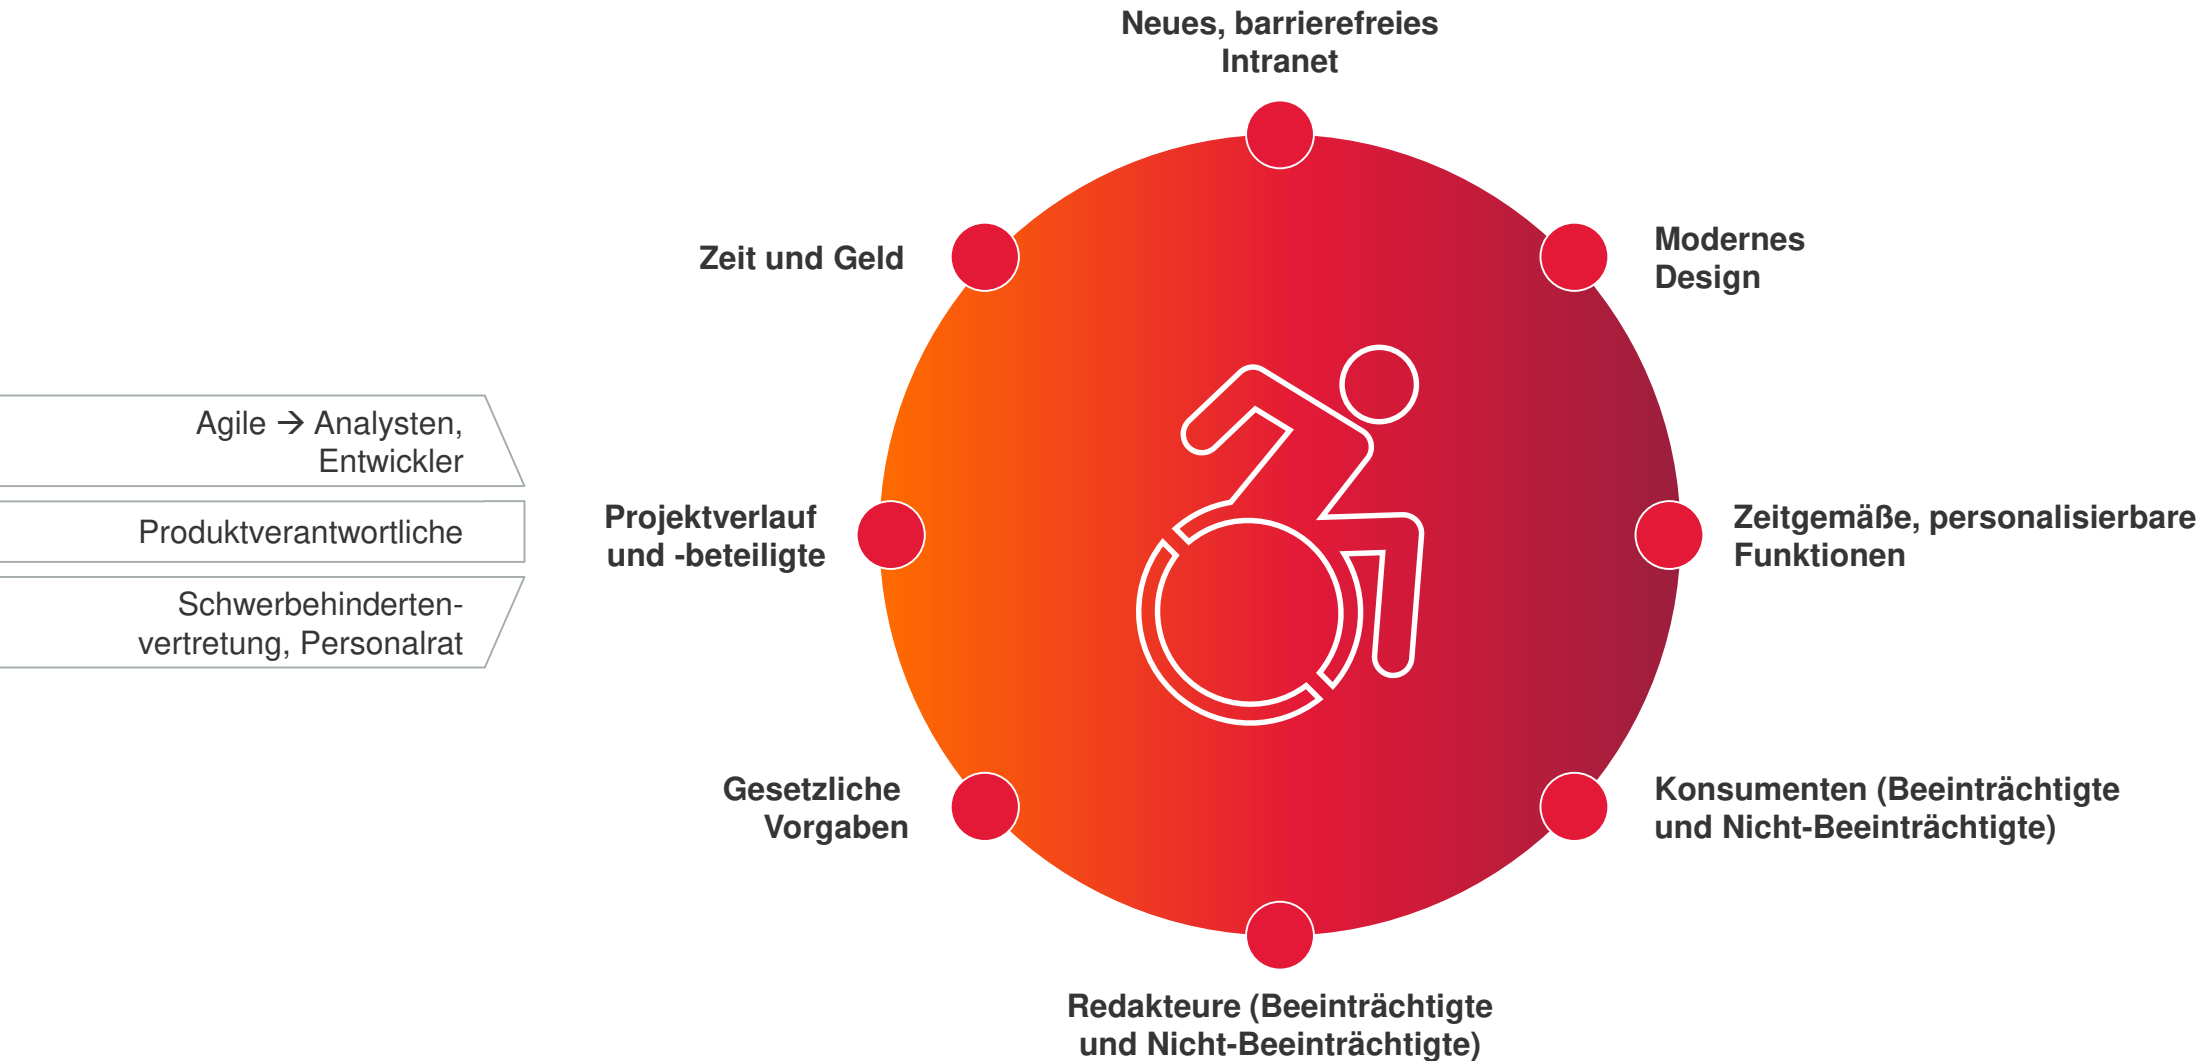 Neues, barrierefreies
Intranet
Zeit und Geld
Modernes
Design
Agile → Analysten,
Entwickler
Produktverantwortliche
Schwerbehinderten-
vertretung, Personalrat
Projektverlauf
und -beteiligte
Zeitgemäße, personalisierbare
Funktionen
Gesetzliche
Vorgaben
Konsumenten (Beeinträchtigte
und Nicht-Beeinträchtigte)
Redakteure (Beeinträchtigte
und Nicht-Beeinträchtigte)